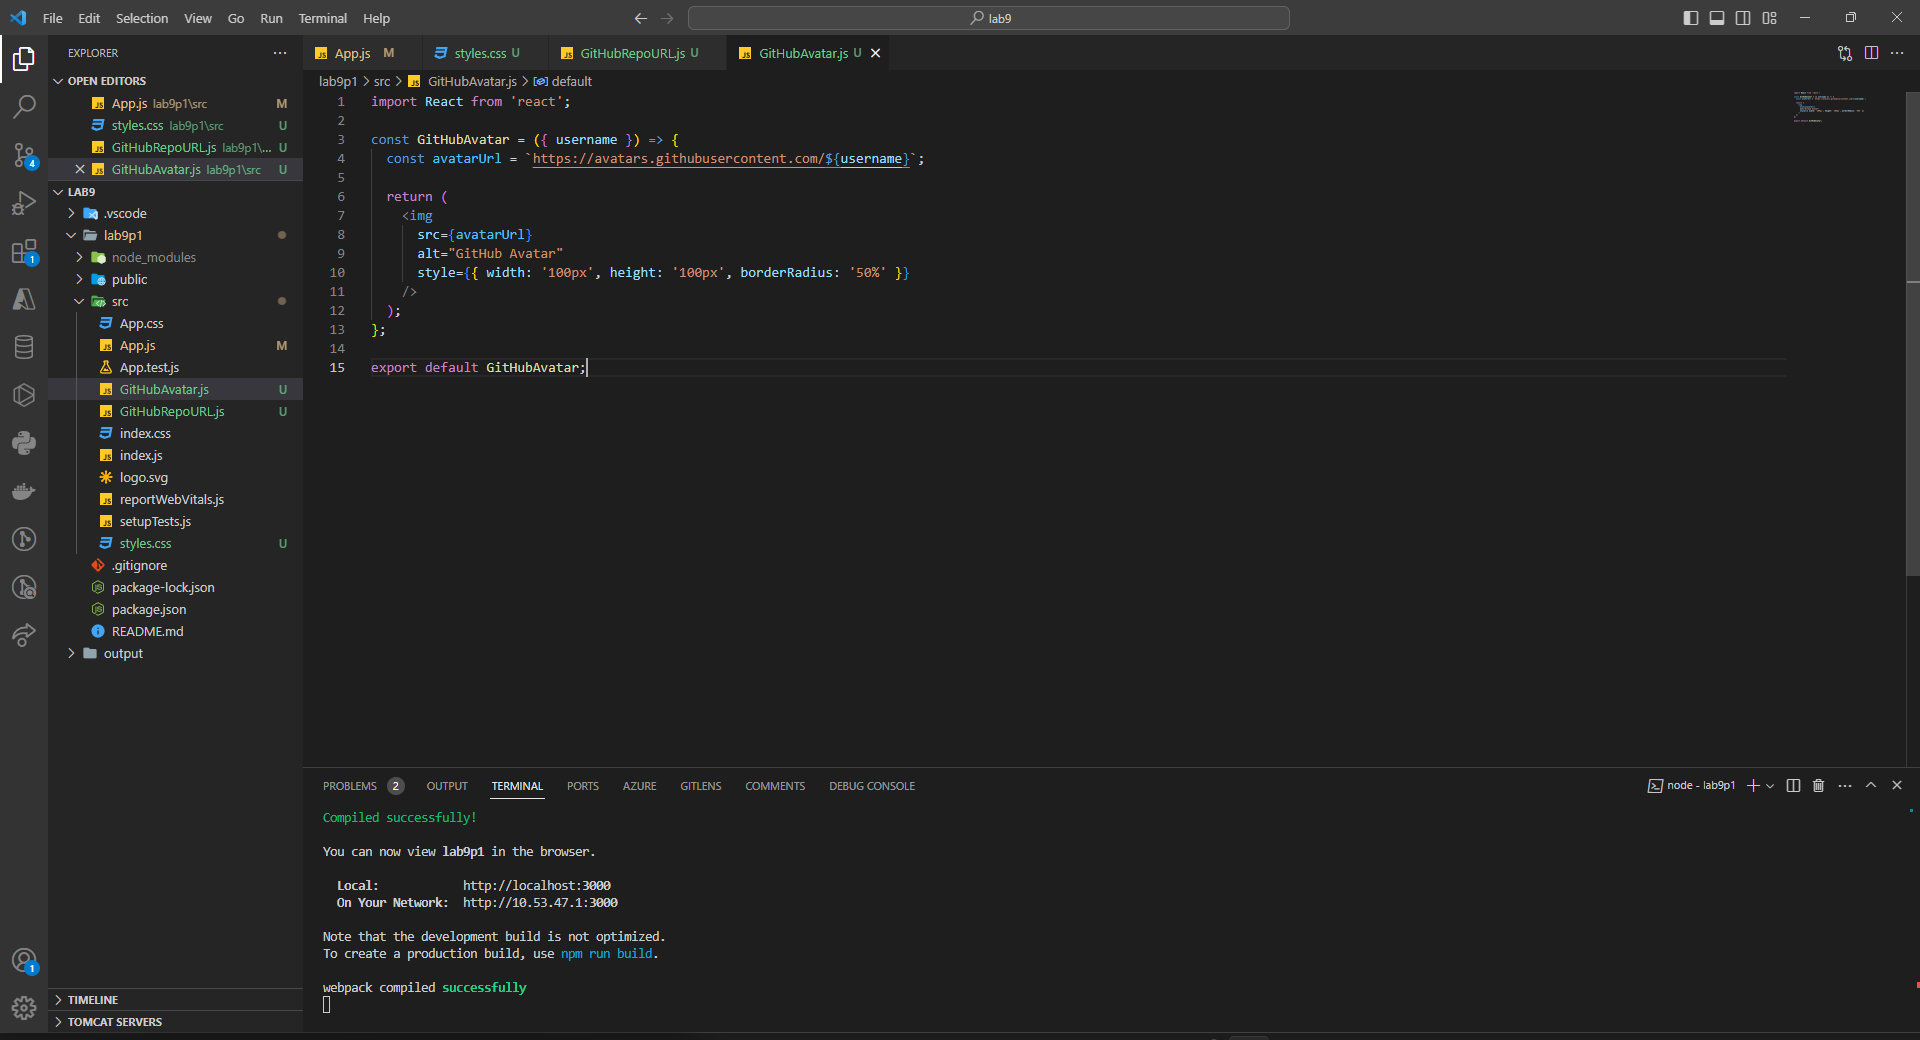 File Edit Selection View Go Run Terminal Help
lab9
EXPLORER
OPEN EDITORS
App.js lab9p1\src M
styles.css lab9p1\src U
GitHubRepoURL.js lab9p1\... U
GitHubAvatar.js lab9p1\src U
LAB9
.vscode
lab9p1
node_modules
public
src
App.css
App.js M
App.test.js
GitHubAvatar.js U
GitHubRepoURL.js U
index.css
index.js
logo.svg
reportWebVitals.js
setupTests.js
styles.css U
.gitignore
package-lock.json
package.json
README.md
output
TIMELINE
TOMCAT SERVERS
4
1
1
App.js M styles.css U GitHubRepoURL.js U GitHubAvatar.js U
lab9p1 > src > GitHubAvatar.js > default
1 import React from 'react';
2
3 const GitHubAvatar = ({ username }) => {
4 const avatarUrl = `https://avatars.githubusercontent.com/${username}`;
5
6 return (
7 <img
8 src={avatarUrl}
9 alt="GitHub Avatar"
10 style={{ width: '100px', height: '100px', borderRadius: '50%' }}
11 />
12 );
13 };
14
15 export default GitHubAvatar;
PROBLEMS 2 OUTPUT TERMINAL PORTS AZURE GITLENS COMMENTS DEBUG CONSOLE
node - lab9p1
Compiled successfully!
You can now view lab9p1 in the browser.
Local: http://localhost:3000
On Your Network: http://10.53.47.1:3000
Note that the development build is not optimized.
To create a production build, use npm run build.
webpack compiled successfully